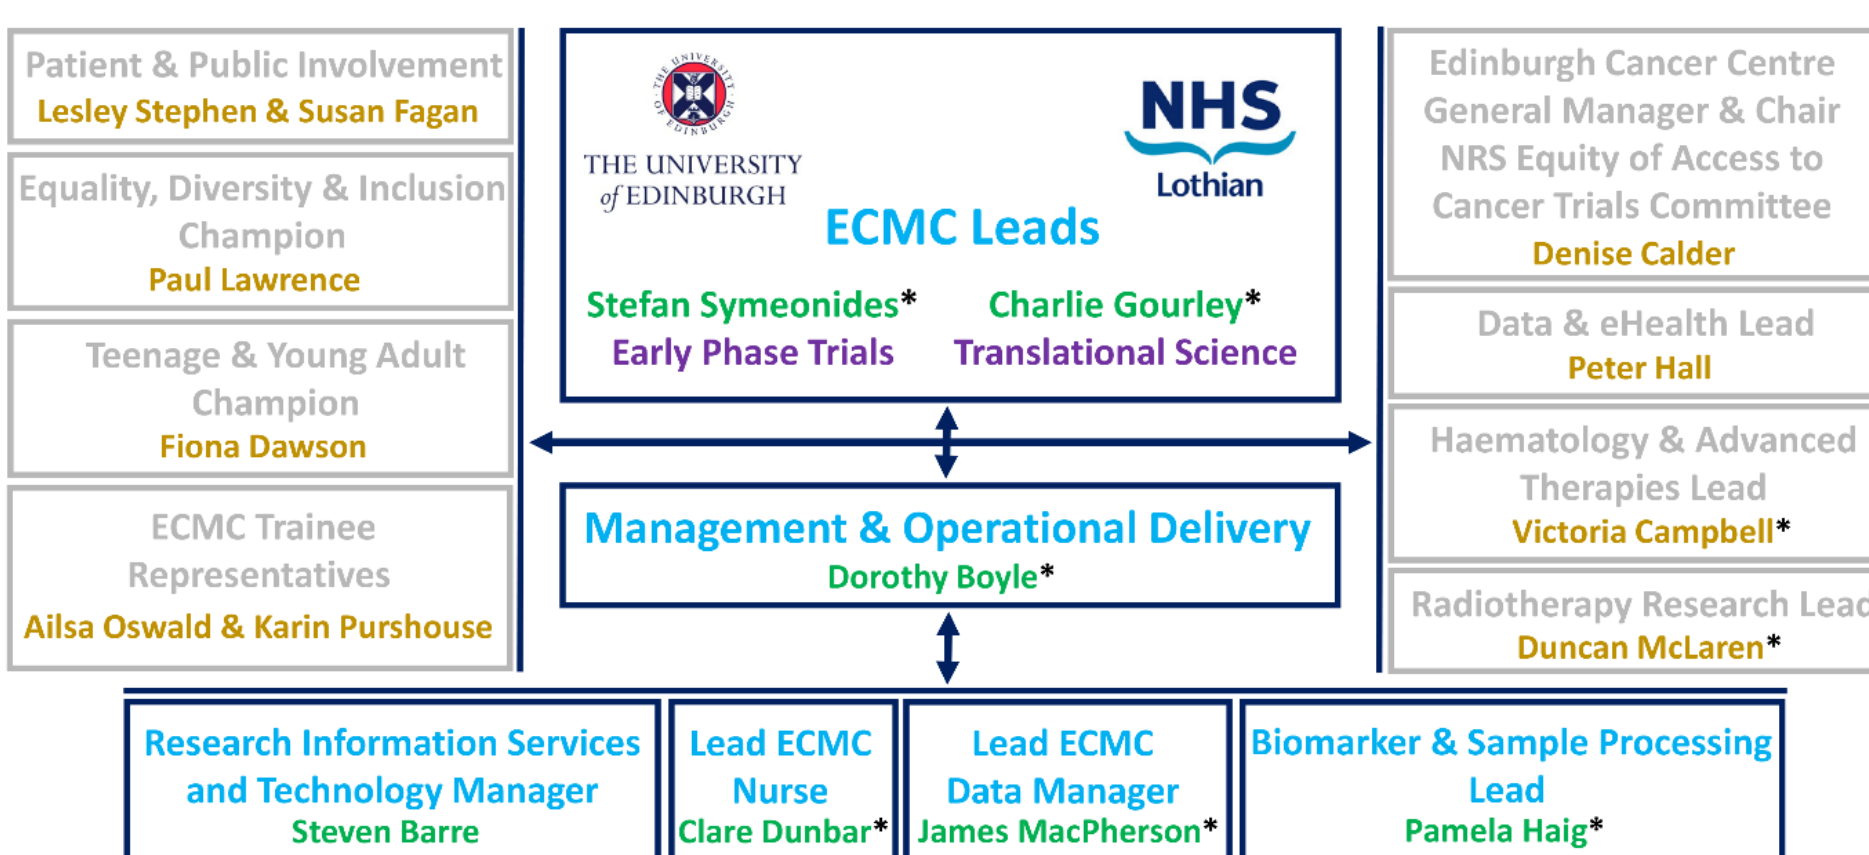 Patient & Public Involvement
Lesley Stephen & Susan Fagan
Equality, Diversity & Inclusion
Champion
Paul Lawrence
Teenage & Young Adult
Champion
Fiona Dawson
ECMC Trainee
Representatives
Ailsa Oswald & Karin Purshouse
THE UNIVERSITY OF EDINBURGH
THE UNIVERSITY
of EDINBURGH
NHS
Lothian
ECMC Leads
Stefan Symeonides*
Early Phase Trials
Charlie Gourley*
Translational Science
Management & Operational Delivery
Dorothy Boyle*
Edinburgh Cancer Centre
General Manager & Chair
NRS Equity of Access to
Cancer Trials Committee
Denise Calder
Data & eHealth Lead
Peter Hall
Haematology & Advanced
Therapies Lead
Victoria Campbell*
Radiotherapy Research Lead
Duncan McLaren*
Research Information Services
and Technology Manager
Steven Barre
Lead ECMC
Nurse
Clare Dunbar*
Lead ECMC
Data Manager
James MacPherson*
Biomarker & Sample Processing
Lead
Pamela Haig*